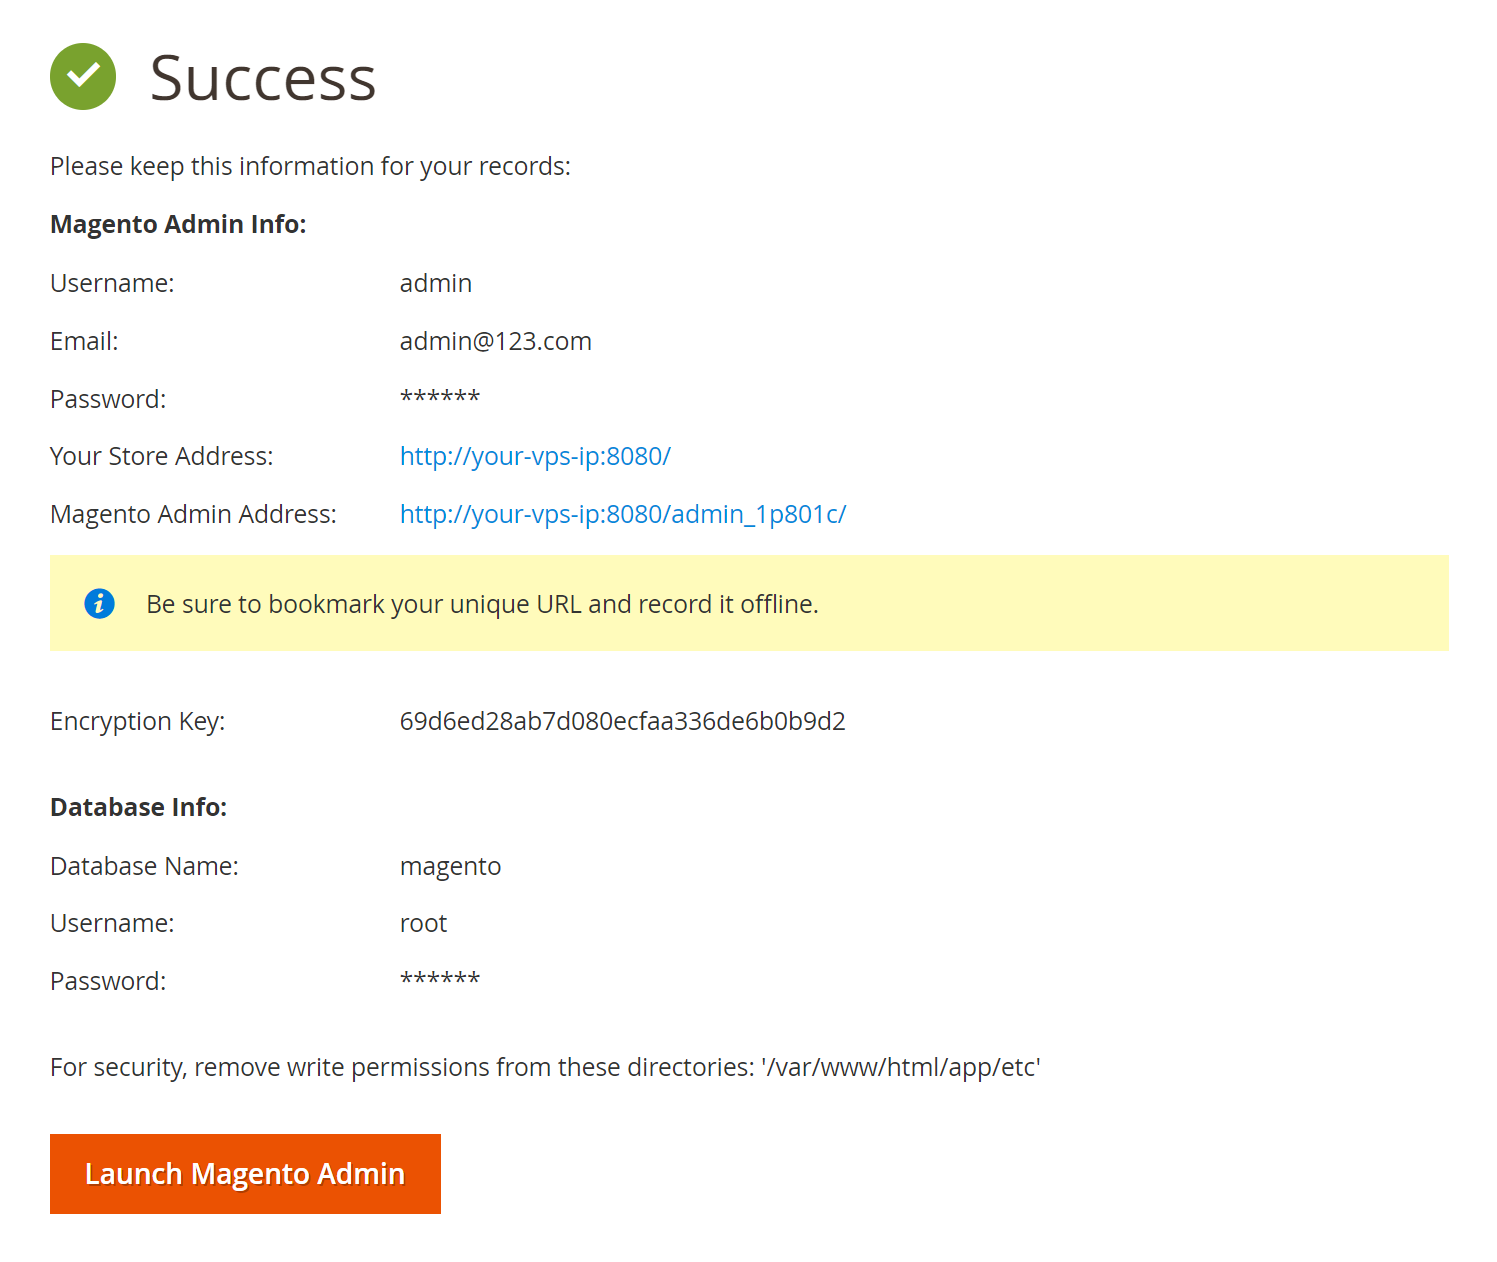 Success
Please keep this information for your records:
Magento Admin Info:
Username: admin
Email: admin@123.com
Password: ******
Your Store Address: http://your-vps-ip:8080/
Magento Admin Address: http://your-vps-ip:8080/admin_1p801c/
Be sure to bookmark your unique URL and record it offline.
Encryption Key: 69d6ed28ab7d080ecfaa336de6b0b9d2
Database Info:
Database Name: magento
Username: root
Password: ******
For security, remove write permissions from these directories: '/var/www/html/app/etc'
Launch Magento Admin